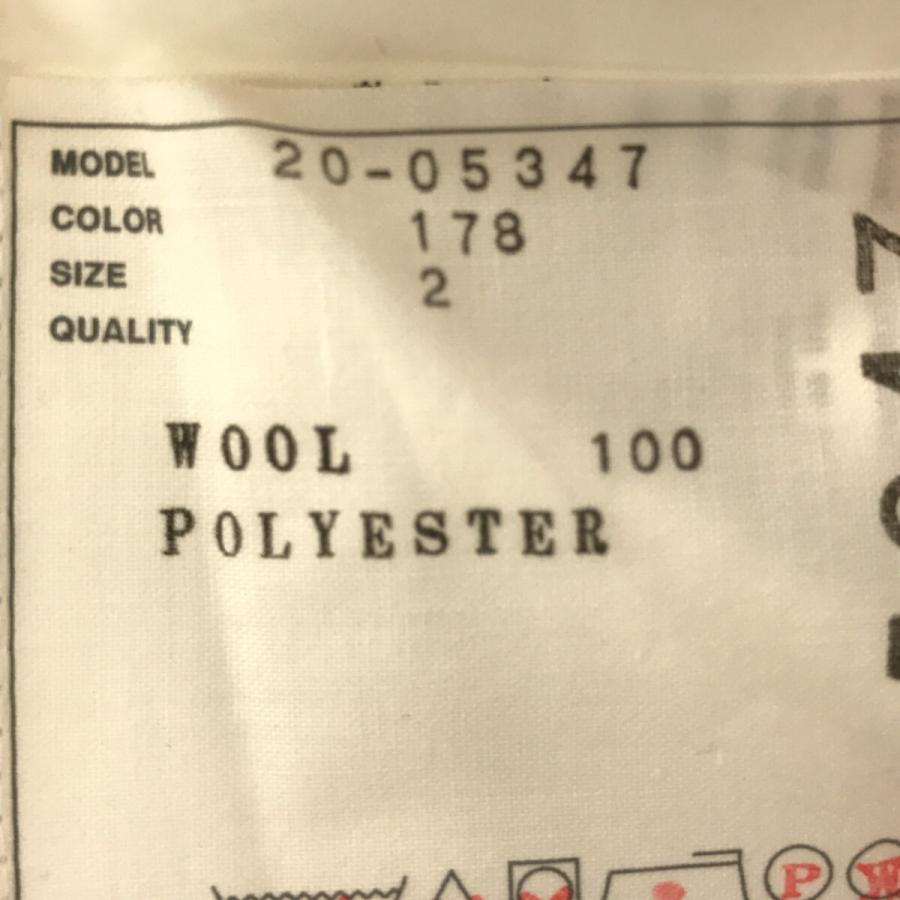 MODEL 20-05347
COLOR 178
SIZE 2
QUALITY
WOOL 100
POLYESTER
P W